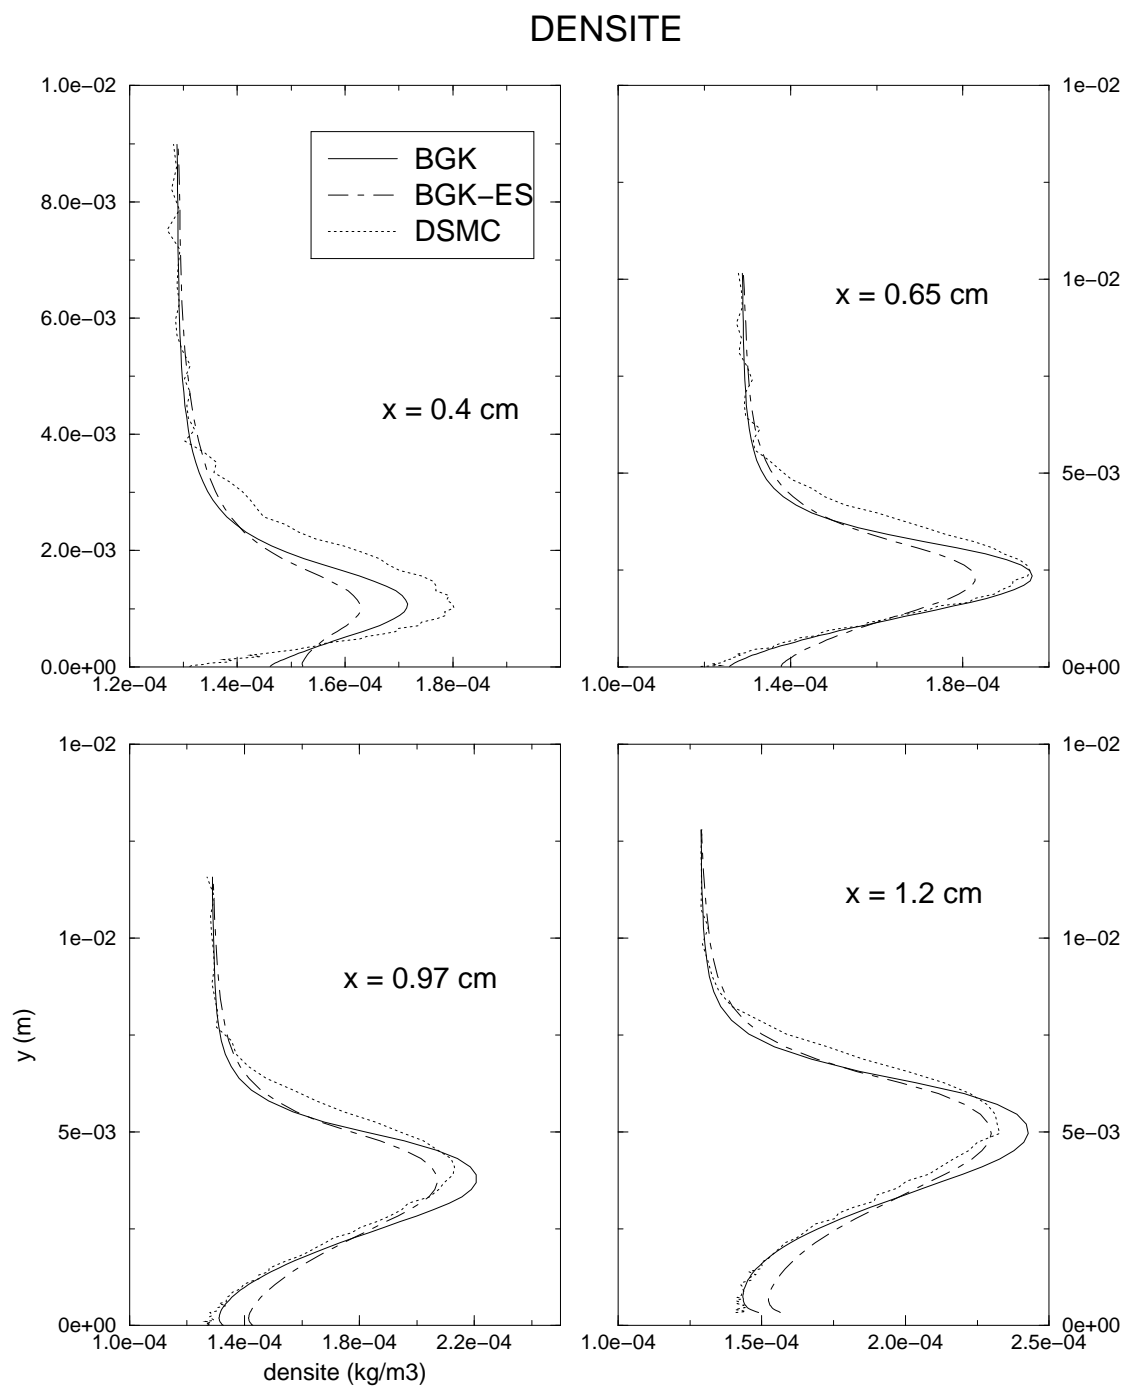 DENSITE
1.0e−02
8.0e−03
6.0e−03
4.0e−03
2.0e−03
0.0e+00
1.2e−04 1.4e−04 1.6e−04 1.8e−04
BGK
BGK−ES
DSMC
x = 0.4 cm
1e−02
1e−02
5e−03
0e+00
1.0e−04 1.4e−04 1.8e−04
x = 0.65 cm
1e−02
1e−02
5e−03
0e+00
1.0e−04 1.4e−04 1.8e−04 2.2e−04
x = 0.97 cm
y (m)
densite (kg/m3)
1e−02
1e−02
5e−03
0e+00
1.0e−04 1.5e−04 2.0e−04 2.5e−04
x = 1.2 cm